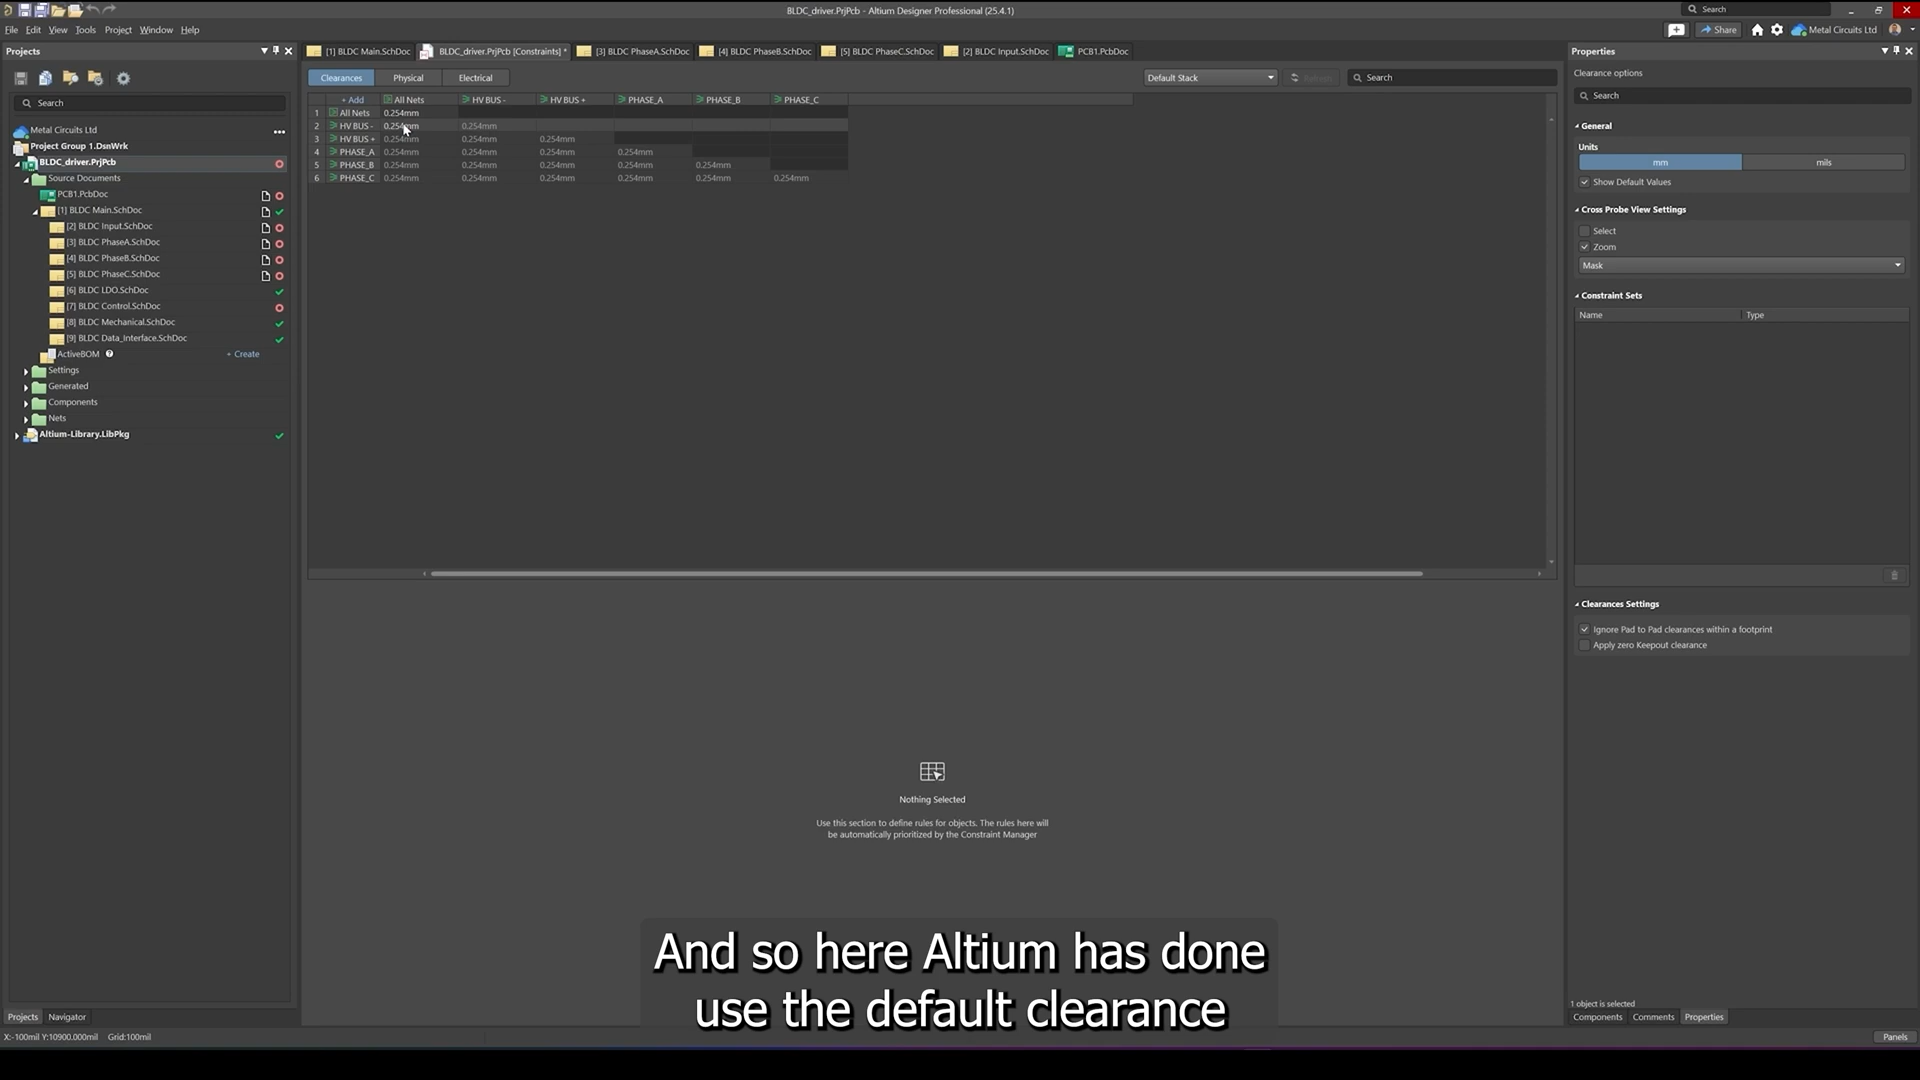 BLDC_driver.PrjPcb - Altium Designer Professional (25.4.1)
Search
File Edit View Tools Project Window Help
Share
Metal Circuits Ltd
Projects
[1] BLDC Main.SchDoc
BLDC_driver.PrjPcb [Constraints] *
[3] BLDC PhaseA.SchDoc
[4] BLDC PhaseB.SchDoc
[5] BLDC PhaseC.SchDoc
[2] BLDC Input.SchDoc
PCB1.PcbDoc
Search
Metal Circuits Ltd
Project Group 1.DsnWrk
BLDC_driver.PrjPcb
Source Documents
PCB1.PcbDoc
[1] BLDC Main.SchDoc
[2] BLDC Input.SchDoc
[3] BLDC PhaseA.SchDoc
[4] BLDC PhaseB.SchDoc
[5] BLDC PhaseC.SchDoc
[6] BLDC LDO.SchDoc
[7] BLDC Control.SchDoc
[8] BLDC Mechanical.SchDoc
[9] BLDC Data_Interface.SchDoc
ActiveBOM + Create
Settings
Generated
Components
Nets
Altium-Library.LibPkg
Clearances Physical Electrical
Default Stack
Search
+ Add All Nets HV BUS - HV BUS + PHASE_A PHASE_B PHASE_C
1 All Nets 0.254mm
2 HV BUS - 0.254mm 0.254mm
3 HV BUS + 0.254mm 0.254mm 0.254mm
4 PHASE_A 0.254mm 0.254mm 0.254mm 0.254mm
5 PHASE_B 0.254mm 0.254mm 0.254mm 0.254mm 0.254mm
6 PHASE_C 0.254mm 0.254mm 0.254mm 0.254mm 0.254mm 0.254mm
Nothing Selected
Use this section to define rules for objects. The rules here will
be automatically prioritized by the Constraint Manager
Properties
Clearance options
Search
General
Units
mm mils
Show Default Values
Cross Probe View Settings
Select
Zoom
Mask
Constraint Sets
Name Type
Clearances Settings
Ignore Pad to Pad clearances within a footprint
Apply zero Keepout clearance
1 object is selected
Components Comments Properties
And so here Altium has done
use the default clearance
Projects Navigator
X:-100mil Y:10900.000mil Grid:100mil
Panels